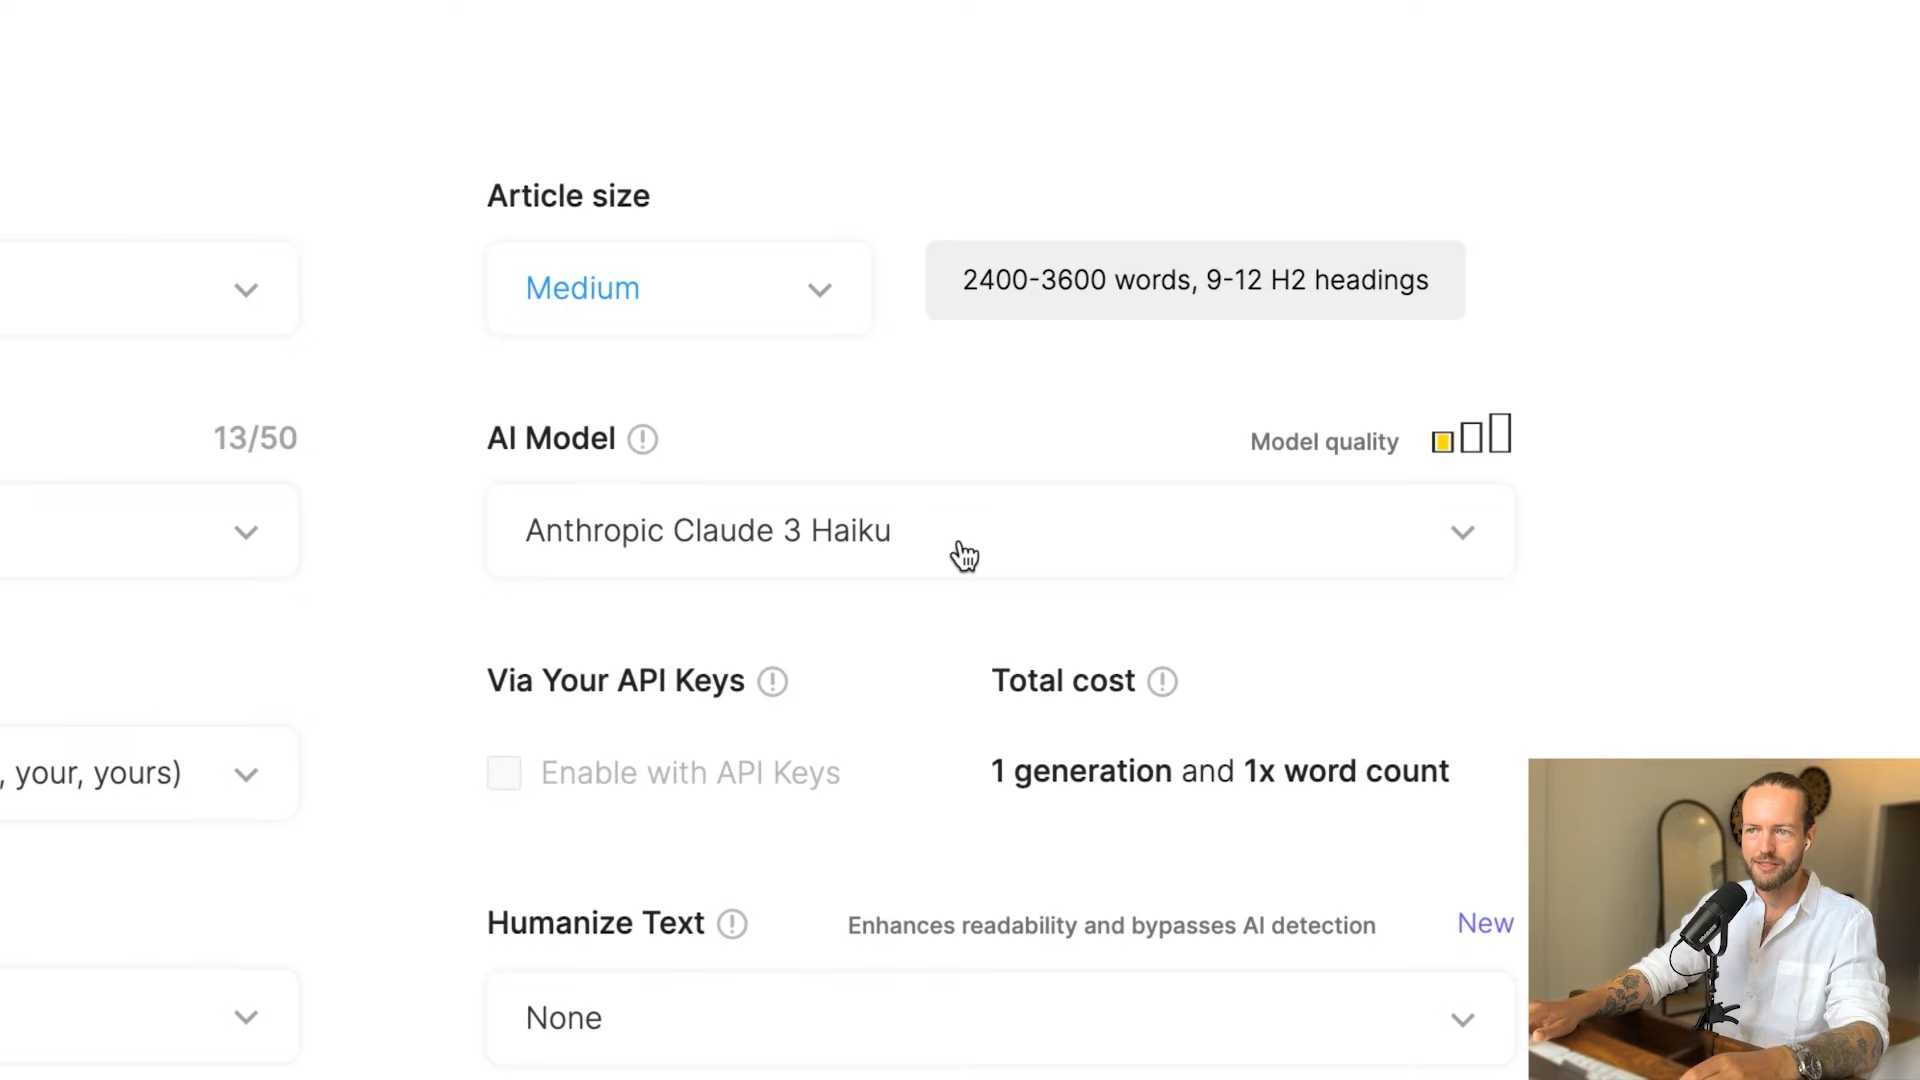 Article size
Medium
2400-3600 words, 9-12 H2 headings
13/50
AI Model
Model quality
Anthropic Claude 3 Haiku
Via Your API Keys
Total cost
, your, yours)
Enable with API Keys
1 generation and 1x word count
Humanize Text
Enhances readability and bypasses AI detection
New
None